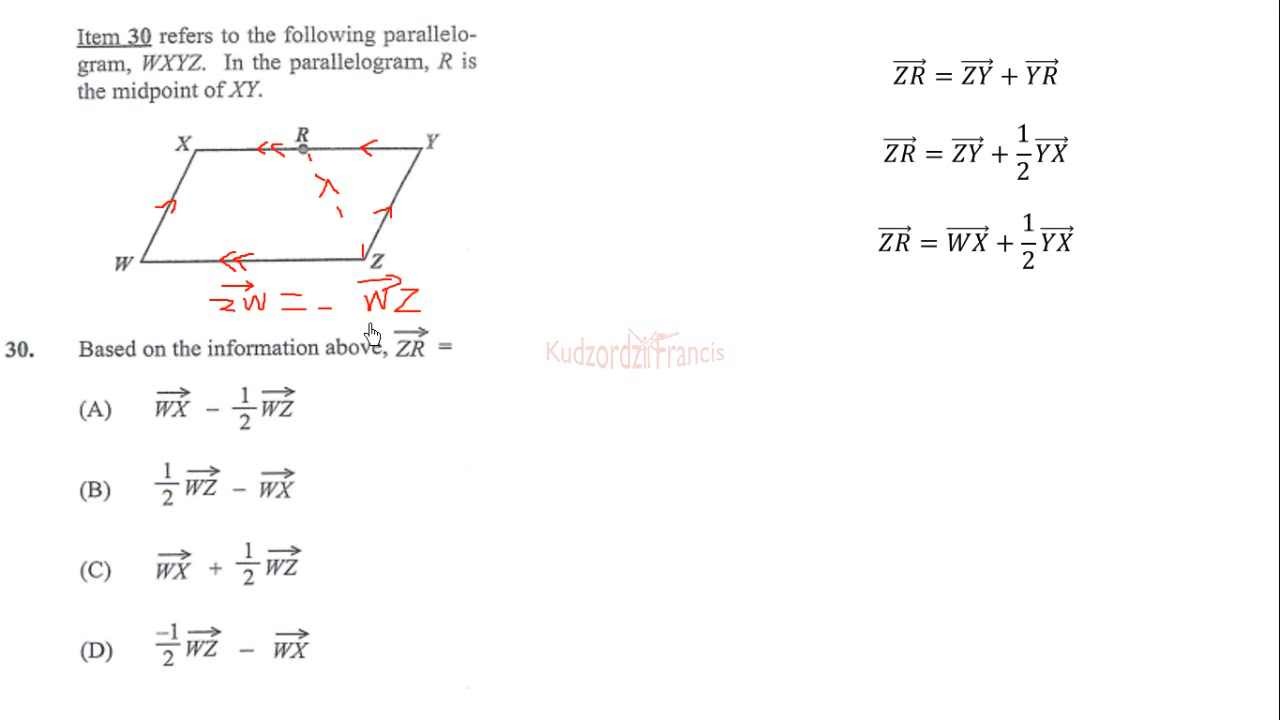 Item 30 refers to the following parallelo-
gram, WXYZ. In the parallelogram, R is
the midpoint of XY.
X R Y
W Z
ZW = - WZ
30. Based on the information above, ZR =
(A) WX - 1/2 WZ
(B) 1/2 WZ - WX
(C) WX + 1/2 WZ
(D) -1/2 WZ - WX
ZR = ZY + YR
ZR = ZY + 1/2 YX
ZR = WX + 1/2 YX
Kudzordzi Francis